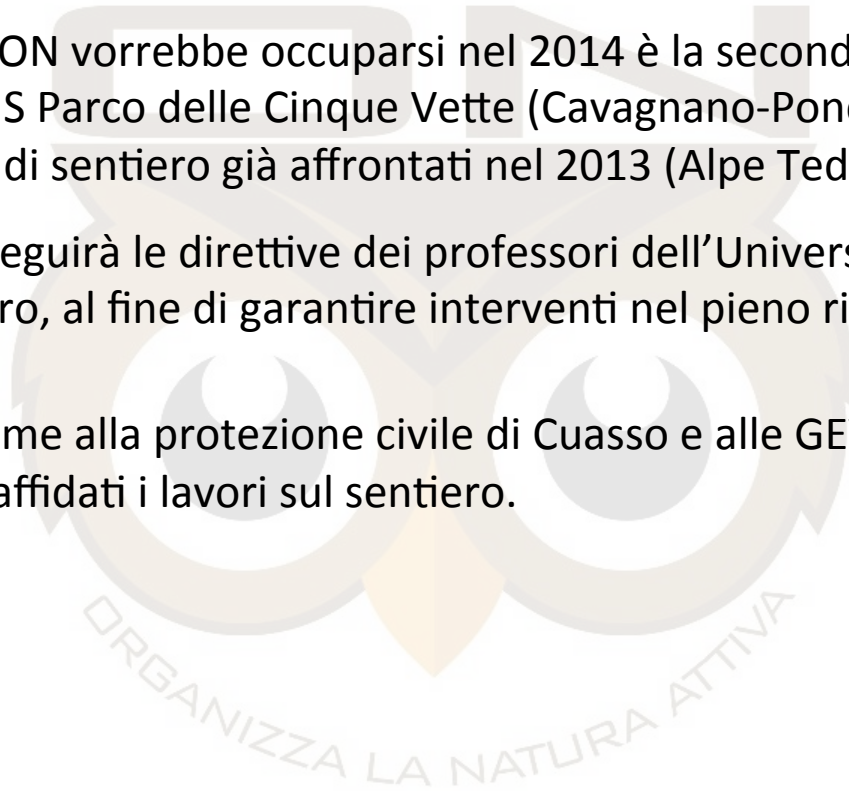 ON vorrebbe occuparsi nel 2014 è la second
S Parco delle Cinque Vette (Cavagnano-Pon
di sentiero già affrontati nel 2013 (Alpe Ted
eguirà le direttive dei professori dell’Univers
ro, al fine di garantire interventi nel pieno ri
me alla protezione civile di Cuasso e alle GE
affidati i lavori sul sentiero.
ON
ORGANIZZA LA NATURA ATTIVA